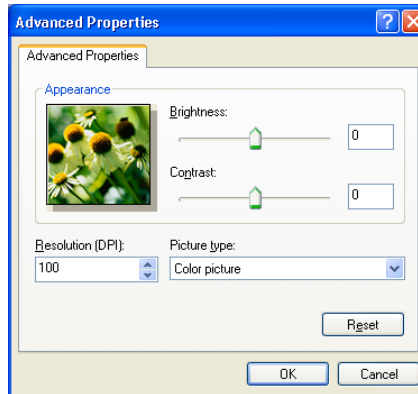 Advanced Properties
Advanced Properties
Appearance
Brightness:
0
Contrast:
0
Resolution (DPI):
Picture type:
100
Color picture
Reset
OK
Cancel